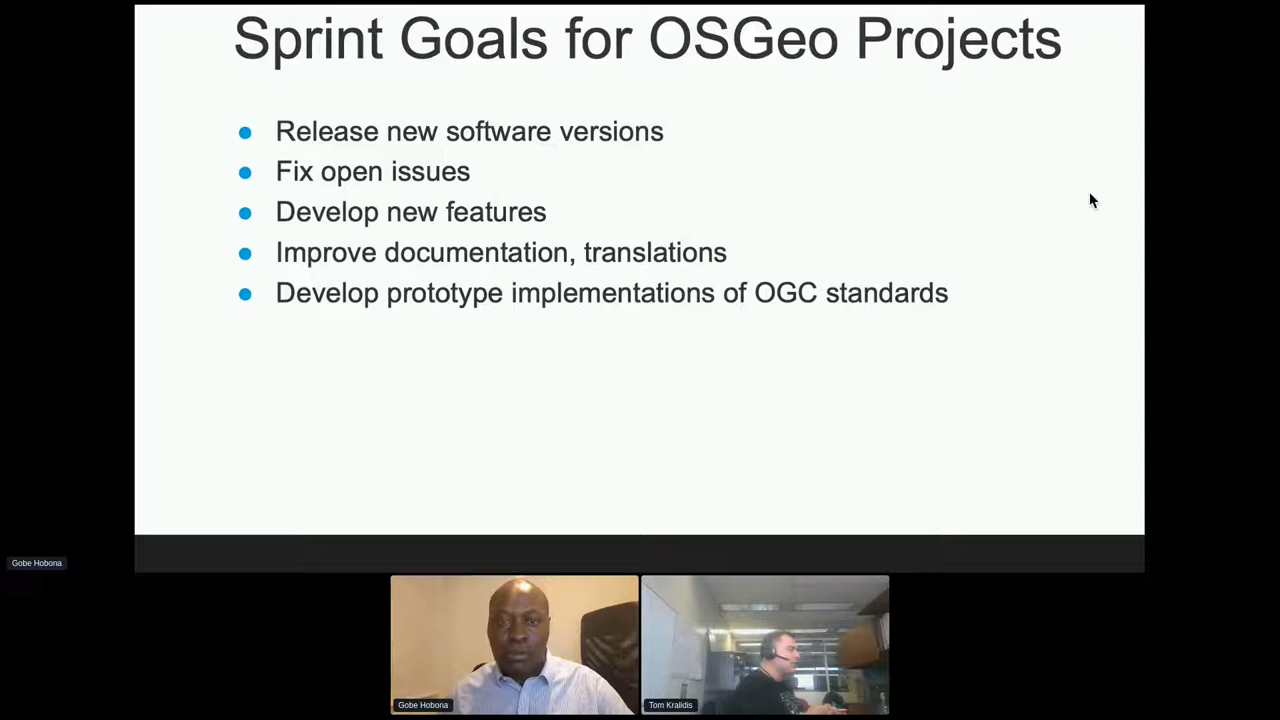 Sprint Goals for OSGeo Projects
Release new software versions
Fix open issues
Develop new features
Improve documentation, translations
Develop prototype implementations of OGC standards
Gobe Hobona
Gobe Hobona
Tom Kralidis